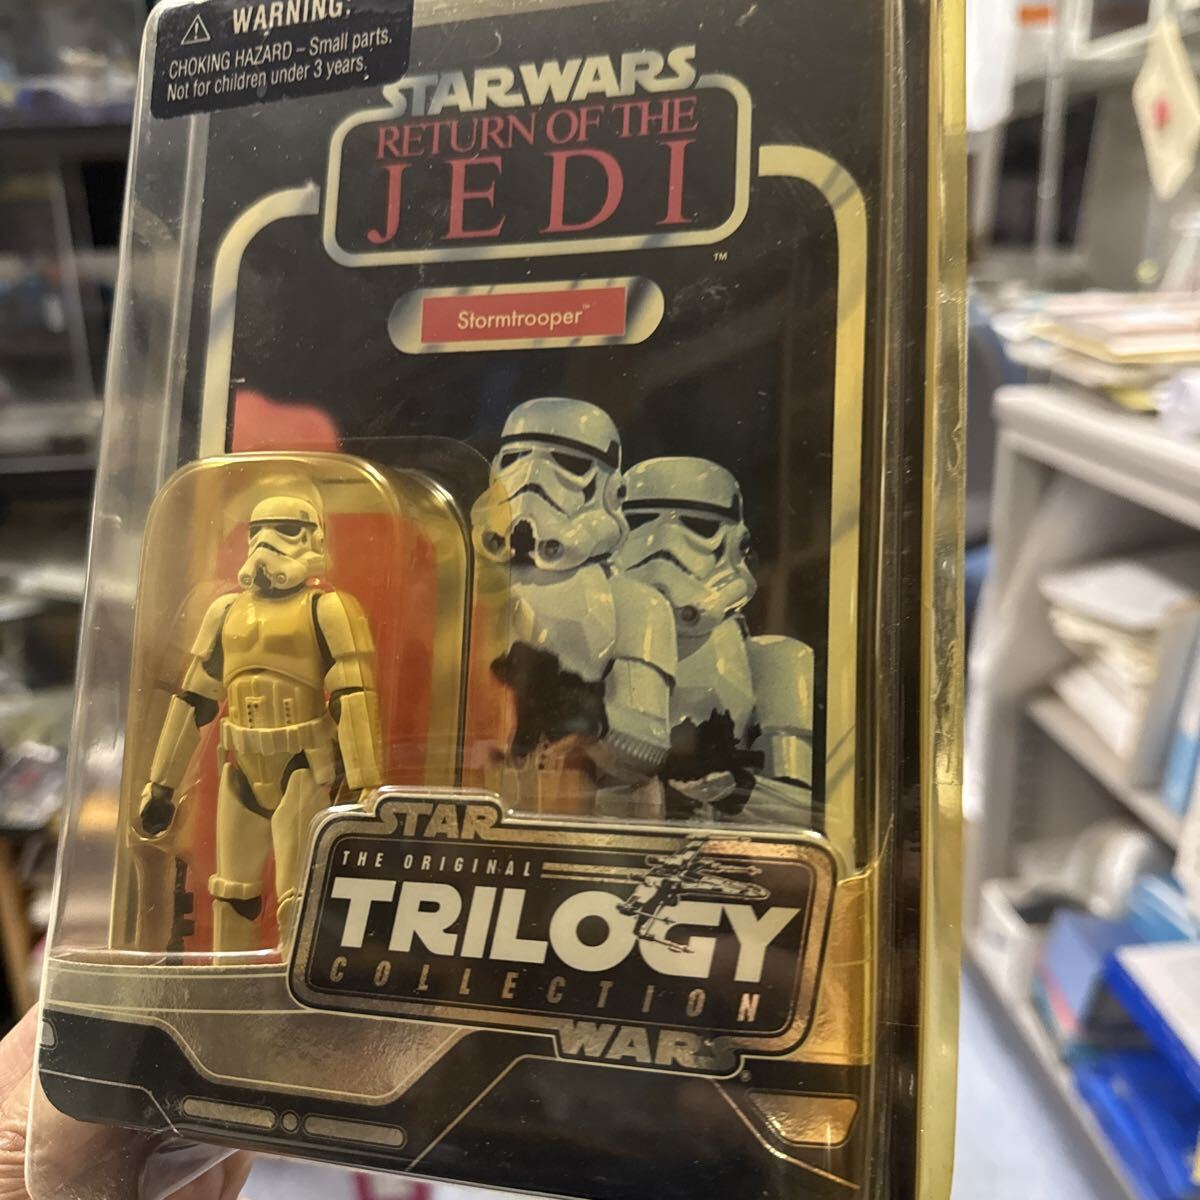 ⚠ WARNING:
CHOKING HAZARD – Small parts.
Not for children under 3 years.
STAR WARS
RETURN OF THE
JEDI
™
Stormtrooper™
STAR
THE ORIGINAL
TRILOGY
COLLECTION
WARS